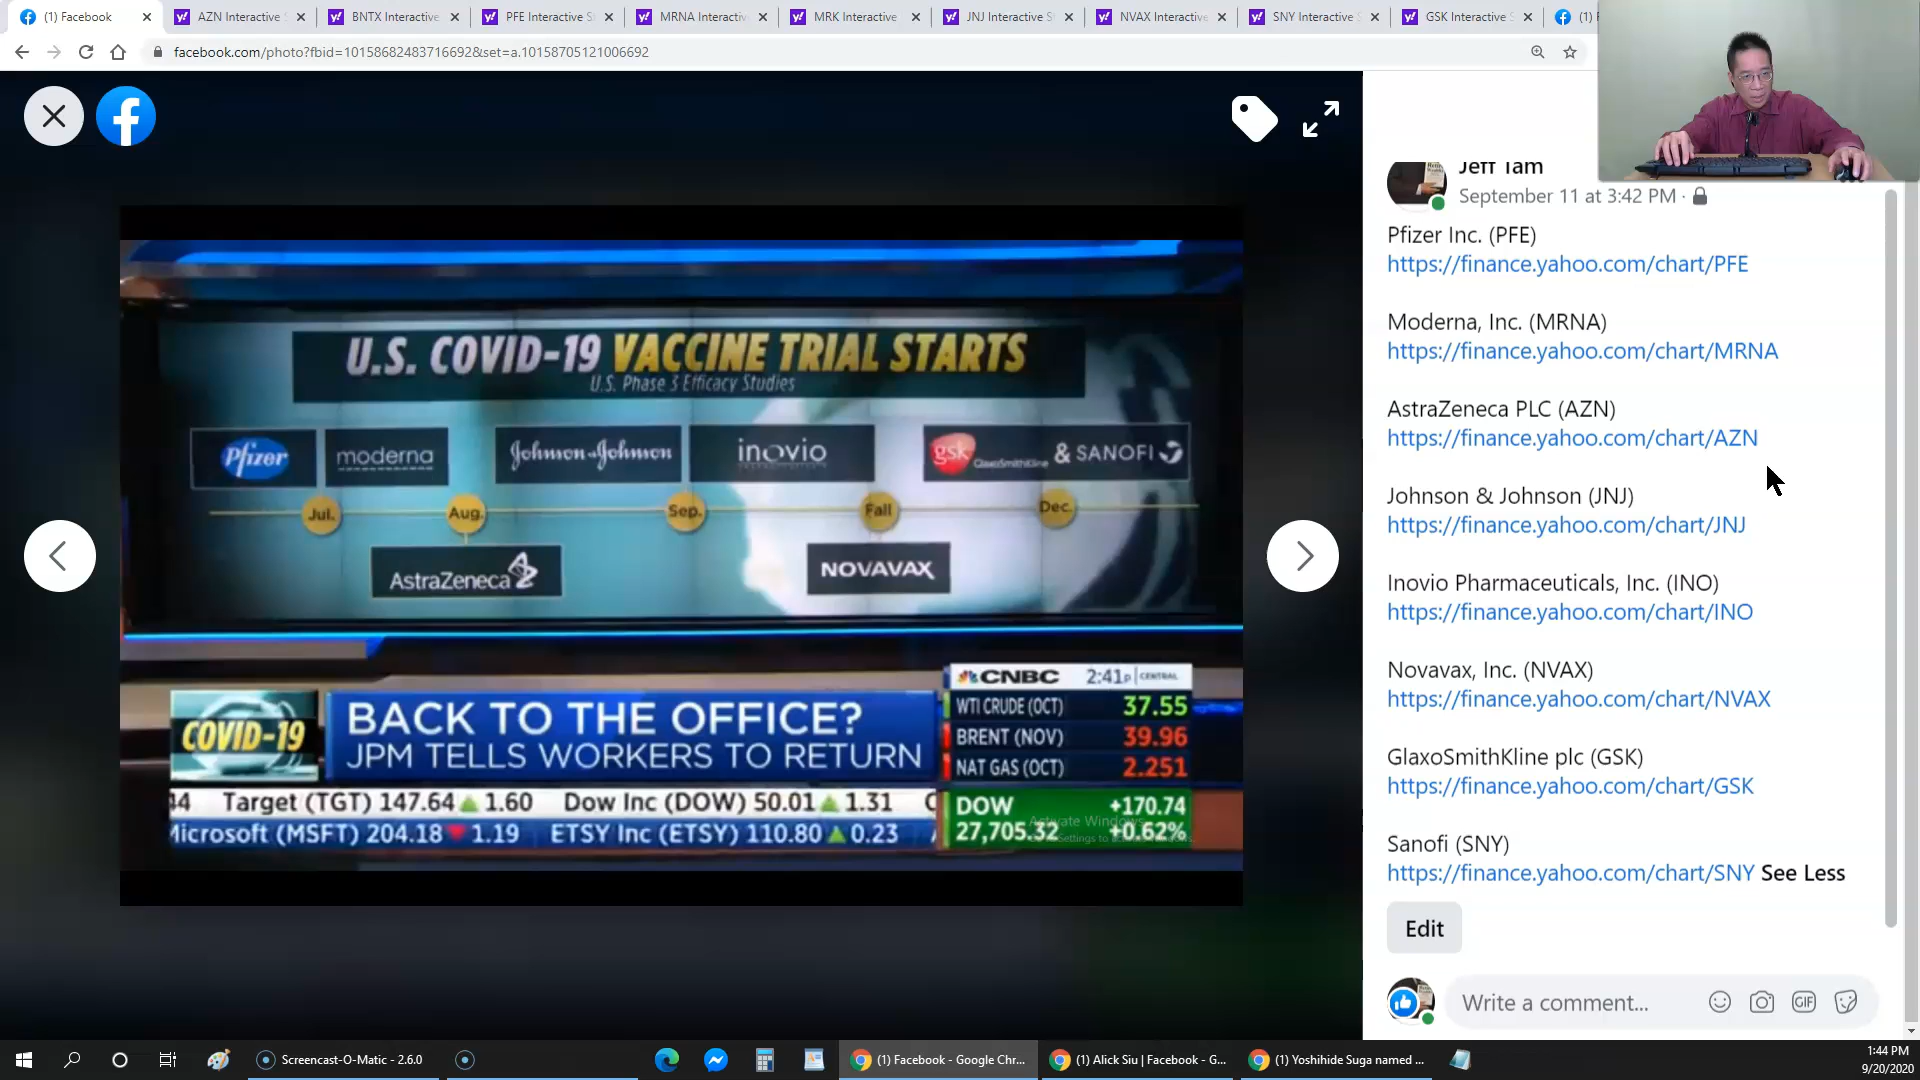 (1) Facebook
AZN Interactive
BNTX Interactive
PFE Interactive S
MRNA Interactiv
MRK Interactive
JNJ Interactive S
NVAX Interactive
SNY Interactive
GSK Interactive
(1)
facebook.com/photo?fbid=10158682483716692&set=a.10158705121006692
U.S. COVID-19 VACCINE TRIAL STARTS
U.S. Phase 3 Efficacy Studies
Pfizer
moderna
Johnson & Johnson
inovio
gsk GlaxoSmithKline & SANOFI
Jul.
Aug.
Sep.
Fall
Dec.
AstraZeneca
NOVAVAX
CNBC 2:41p CENTRAL
WTI CRUDE (OCT) 37.55
BRENT (NOV) 39.96
NAT GAS (OCT) 2.251
COVID-19
BACK TO THE OFFICE?
JPM TELLS WORKERS TO RETURN
44 Target (TGT) 147.64 ▲ 1.60 Dow Inc (DOW) 50.01 ▲ 1.31
Microsoft (MSFT) 204.18 ▼ 1.19 ETSY Inc (ETSY) 110.80 ▲ 0.23
DOW +170.74
27,705.32 +0.62%
Activate Windows
Jeff Tam
September 11 at 3:42 PM ·
Pfizer Inc. (PFE)
https://finance.yahoo.com/chart/PFE
Moderna, Inc. (MRNA)
https://finance.yahoo.com/chart/MRNA
AstraZeneca PLC (AZN)
https://finance.yahoo.com/chart/AZN
Johnson & Johnson (JNJ)
https://finance.yahoo.com/chart/JNJ
Inovio Pharmaceuticals, Inc. (INO)
https://finance.yahoo.com/chart/INO
Novavax, Inc. (NVAX)
https://finance.yahoo.com/chart/NVAX
GlaxoSmithKline plc (GSK)
https://finance.yahoo.com/chart/GSK
Sanofi (SNY)
https://finance.yahoo.com/chart/SNY See Less
Edit
Write a comment...
GIF
Screencast-O-Matic - 2.6.0
(1) Facebook - Google Chr...
(1) Alick Siu | Facebook - G...
(1) Yoshihide Suga named ...
1:44 PM
9/20/2020